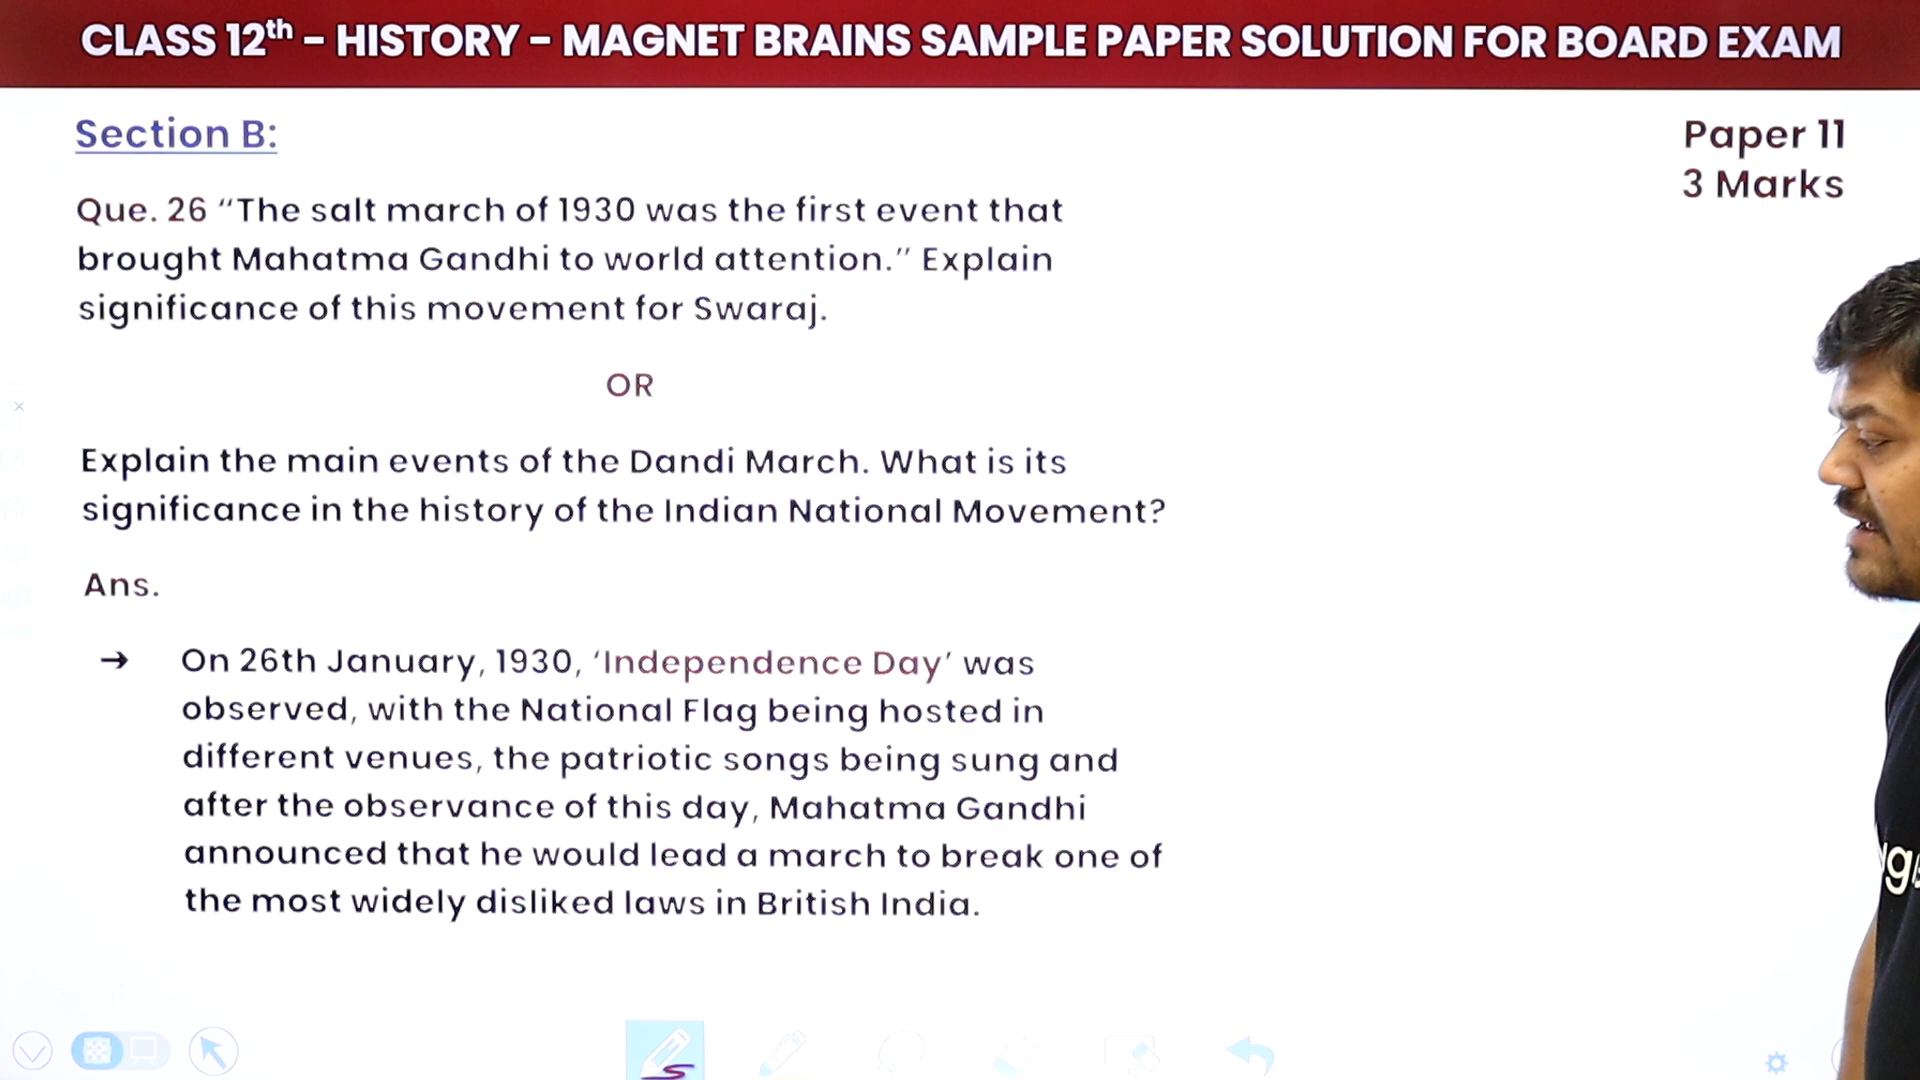 CLASS 12th – HISTORY – MAGNET BRAINS SAMPLE PAPER SOLUTION FOR BOARD EXAM
Section B:
Paper 11
3 Marks
Que. 26 “The salt march of 1930 was the first event that
brought Mahatma Gandhi to world attention.” Explain
significance of this movement for Swaraj.
OR
Explain the main events of the Dandi March. What is its
significance in the history of the Indian National Movement?
Ans.
→ On 26th January, 1930, ‘Independence Day’ was
observed, with the National Flag being hosted in
different venues, the patriotic songs being sung and
after the observance of this day, Mahatma Gandhi
announced that he would lead a march to break one of
the most widely disliked laws in British India.